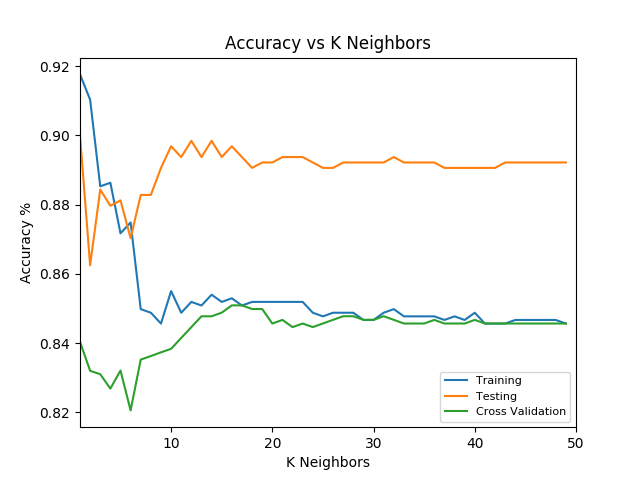 Accuracy vs K Neighbors
0.92
0.90
0.88
0.86
0.84
0.82
Accuracy %
10
20
30
40
50
K Neighbors
Training
Testing
Cross Validation